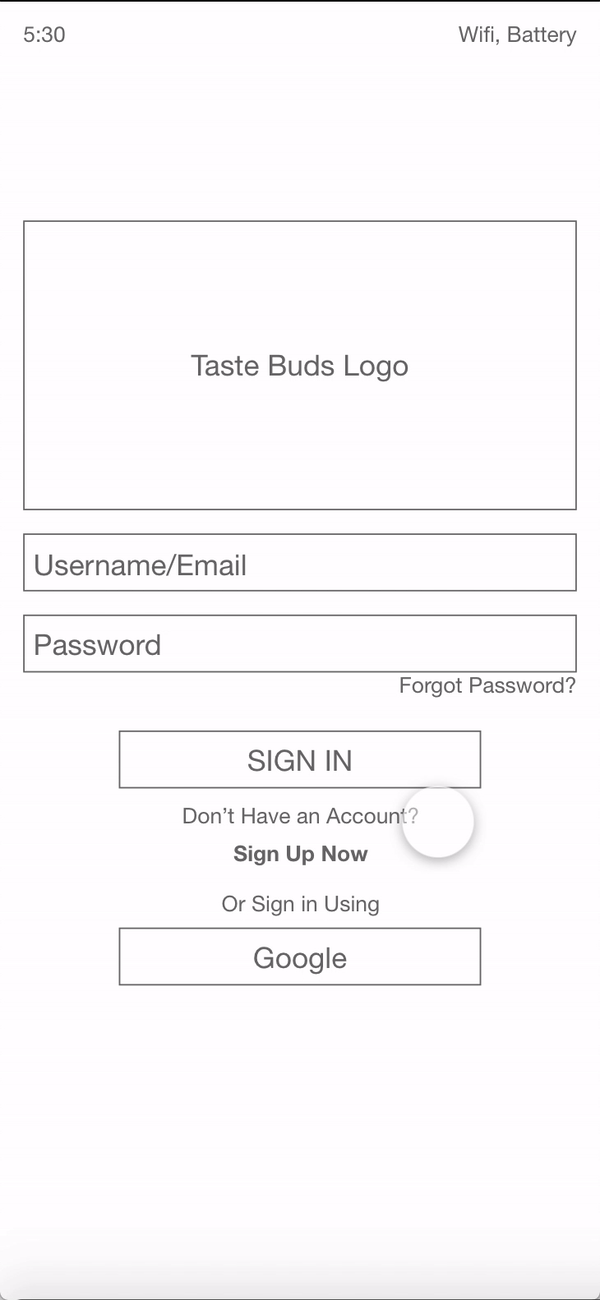 5:30
Wifi, Battery
Taste Buds Logo
Username/Email
Password
Forgot Password?
SIGN IN
Don’t Have an Account?
Sign Up Now
Or Sign in Using
Google